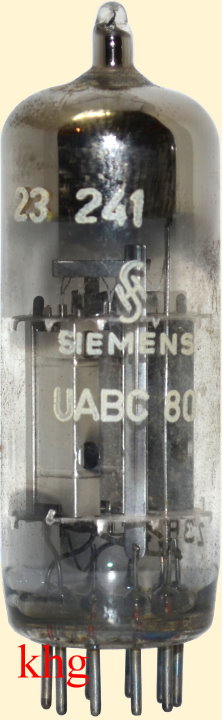 23 241
SIEMENS
UABC 80
khg